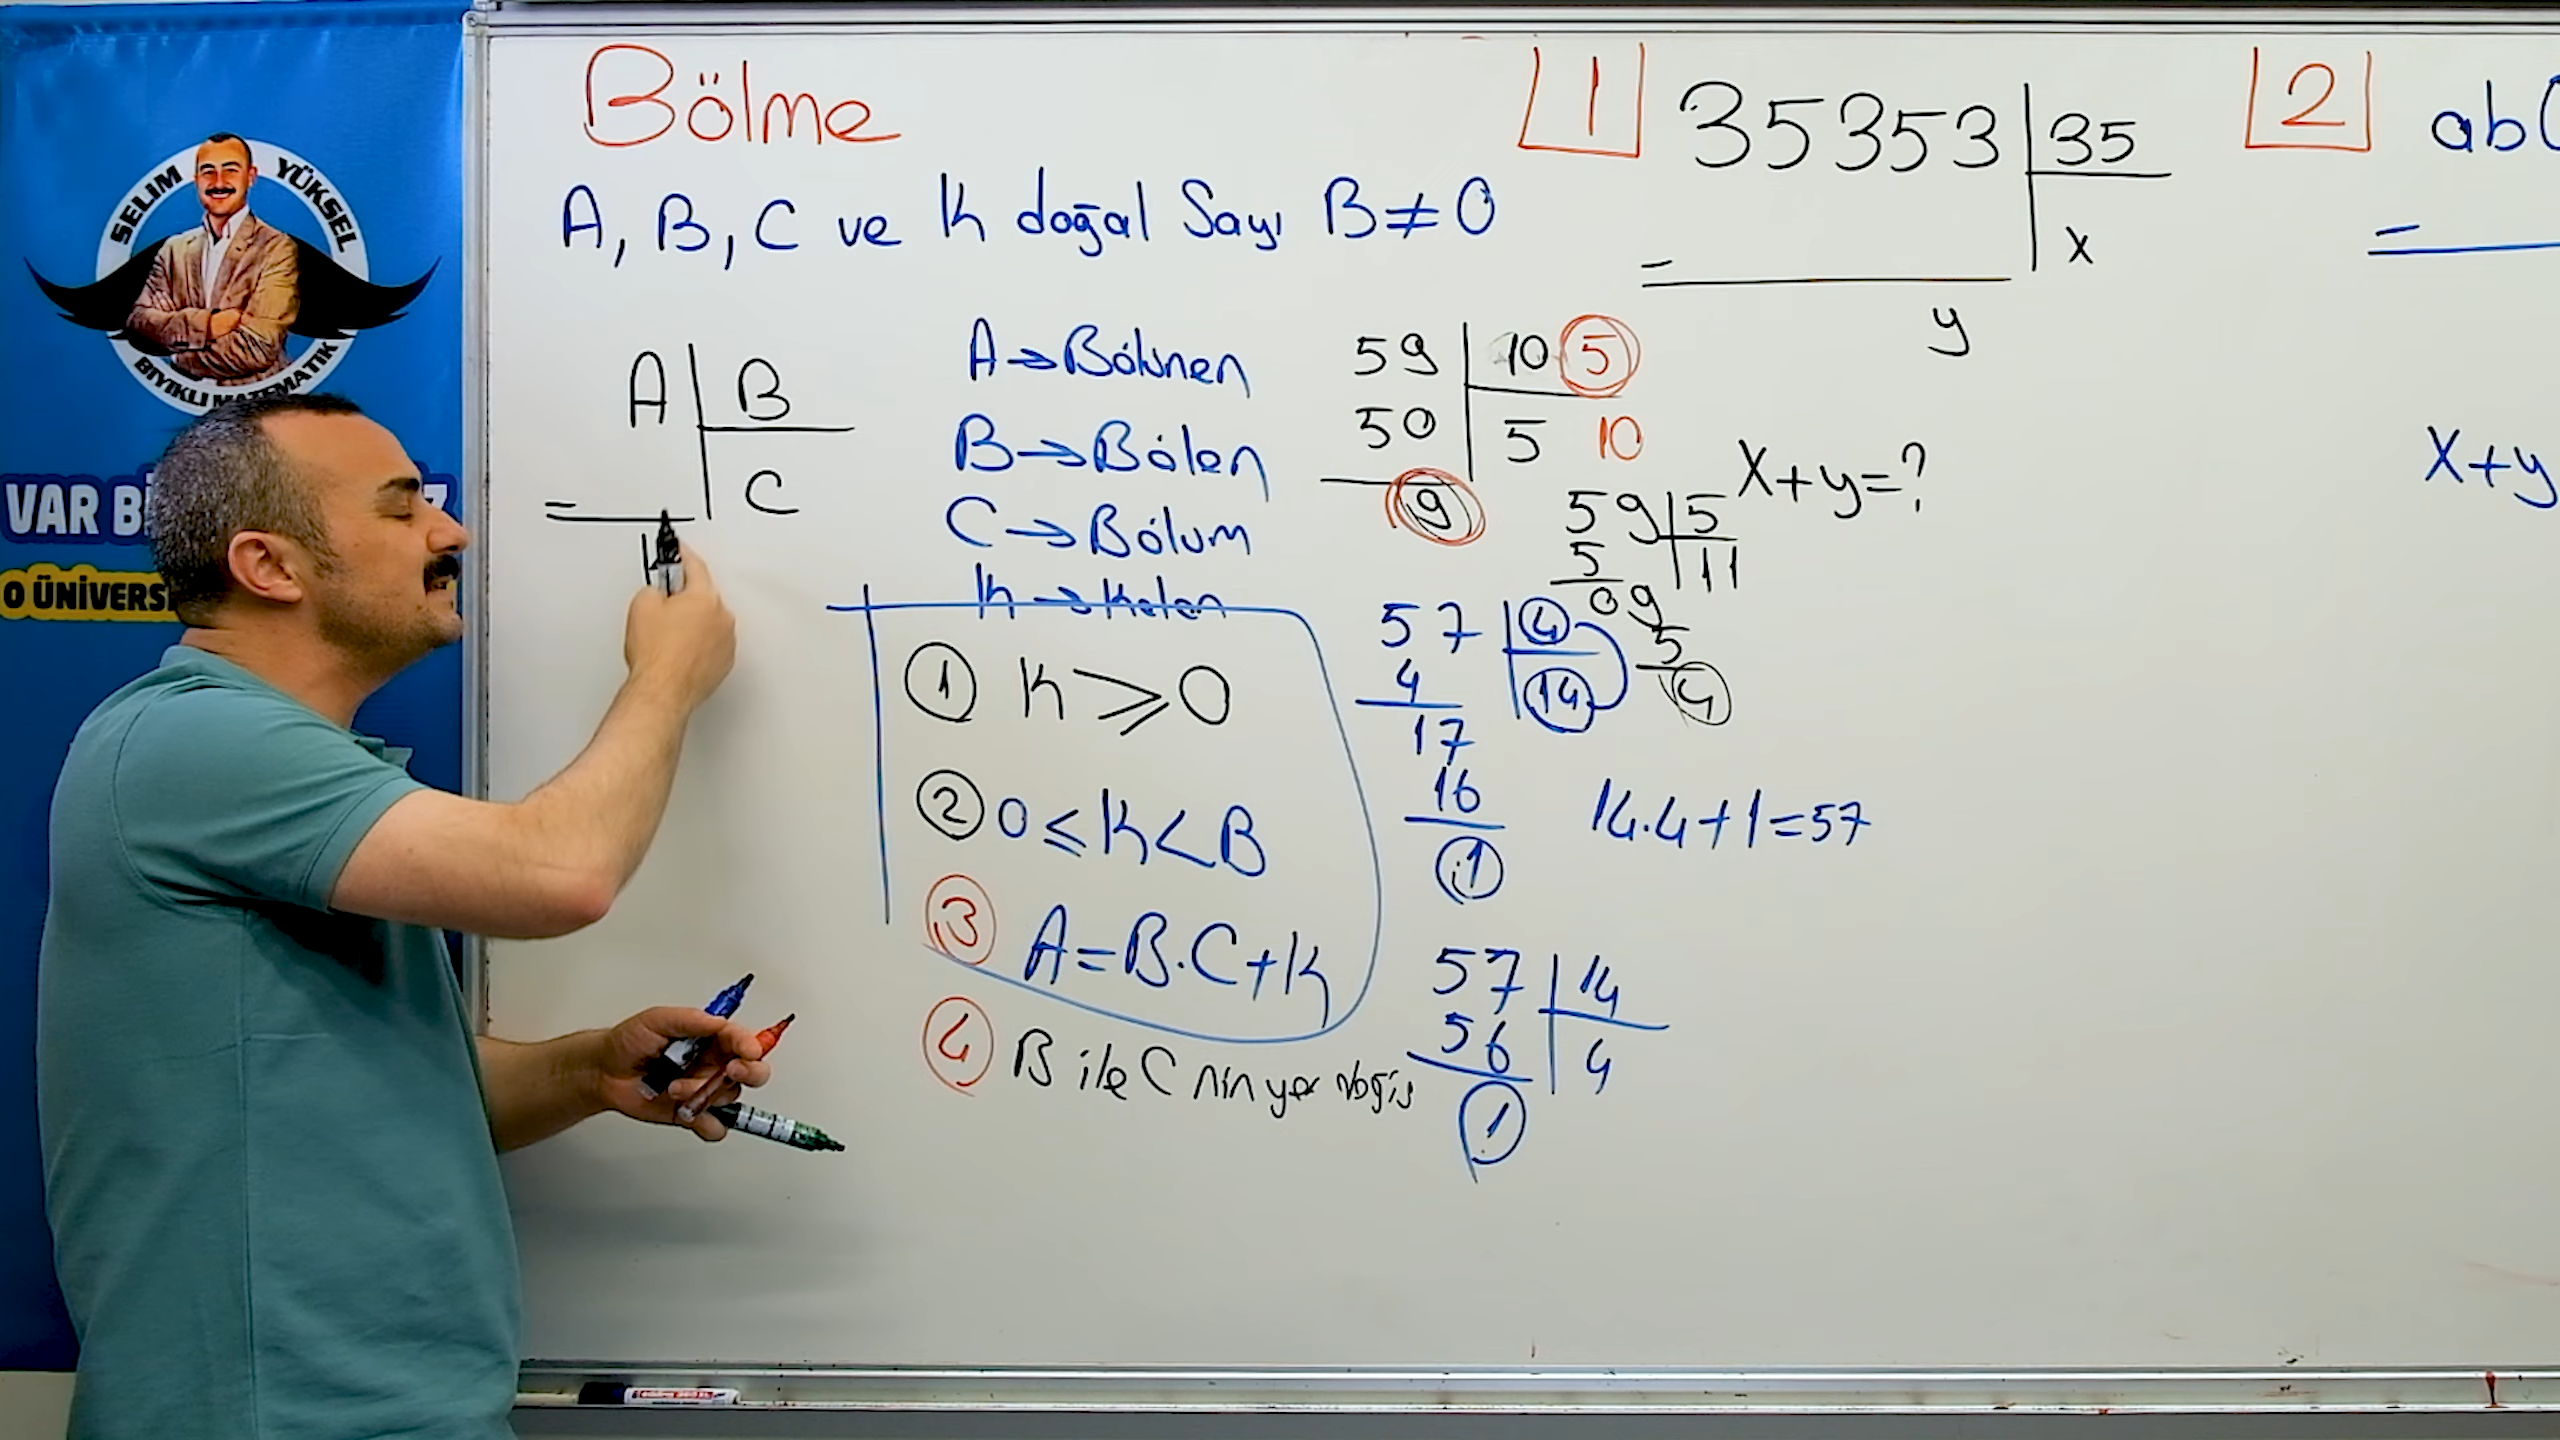 SELİM YÜKSEL
BIYIKLI MATEMATİK
VAR Bİ
O ÜNİVERSİ
Bölme
A, B, C ve K doğal Sayı B≠0
A | B
C
=
K
A→Bölünen
B→Bölen
C→Bölüm
K→Kalan
① K ≥ 0
② 0 ≤ K < B
③ A=B.C+K
④ B ile C nin yer değiş
59 | 10 5
50 | 5 10
9
59 | 5
5 | 11
09
5
4
57 | 4
4 | 14
17
16
1
14.4+1=57
57 | 14
56 | 4
1
1 35353 | 35
x
=
y
x+y=?
2 ab0
=
x+y